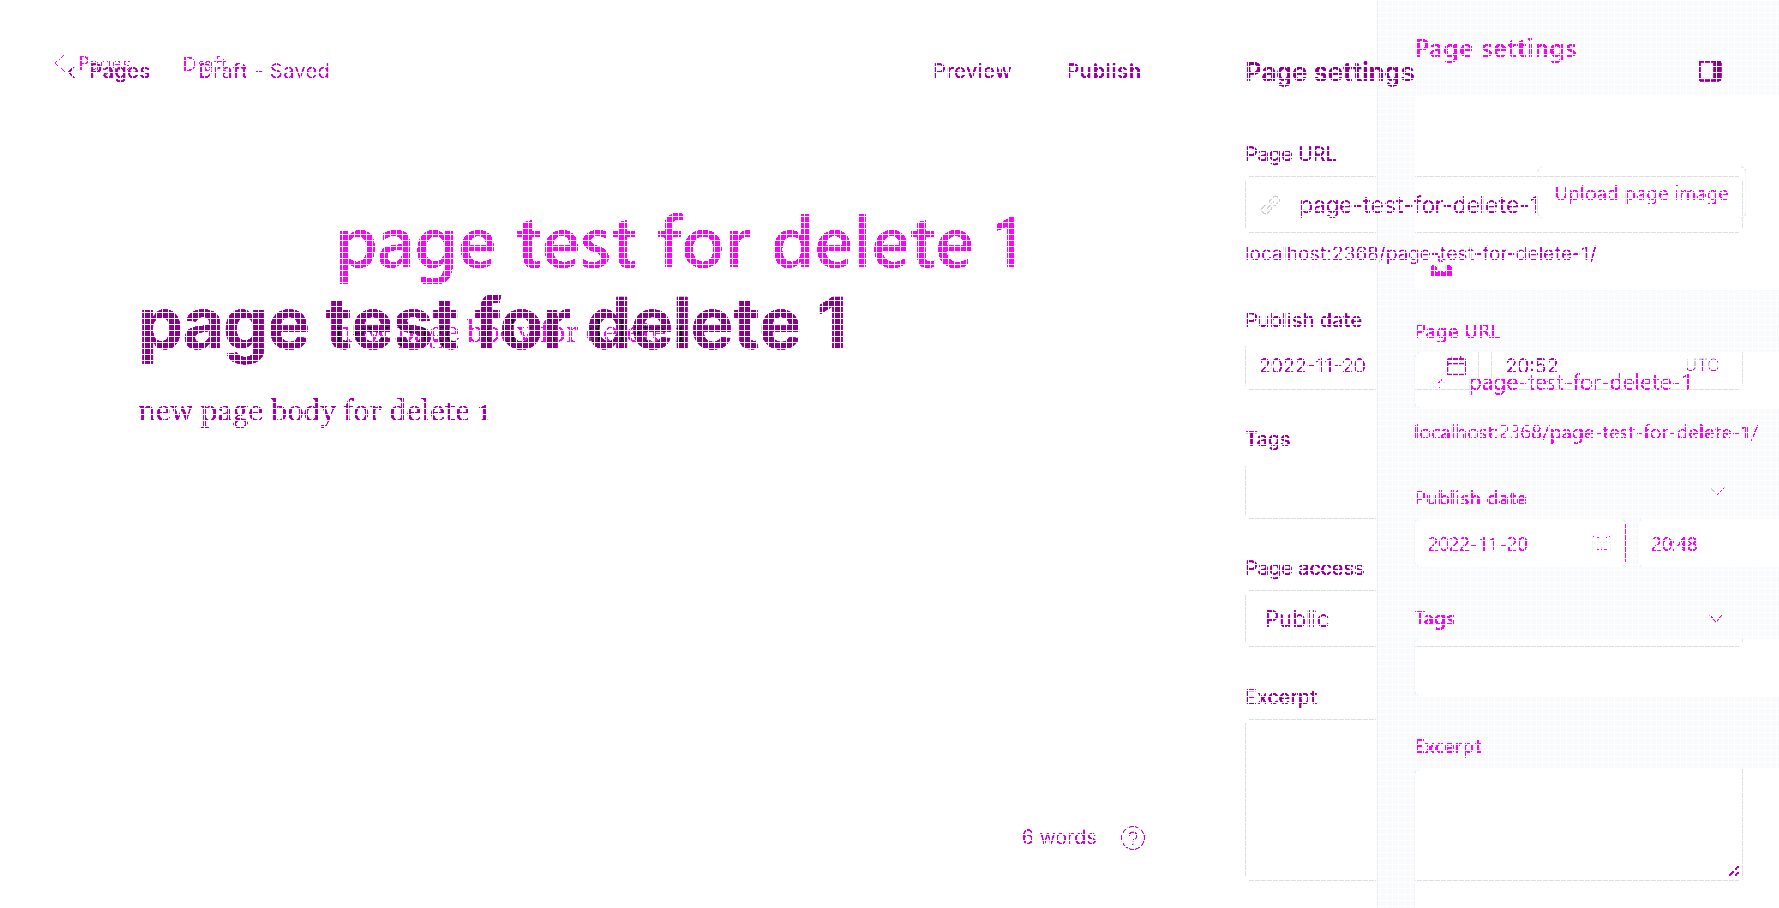 Pages
Draft
Pages
Draft - Saved
Preview
Publish
Page settings
Page settings
Page URL
page-test-for-delete-1
Upload page image
localhost:2368/page-test-for-delete-1/
page test for delete 1
page test for delete 1
new page body for delete 1
Publish date
2022-11-20
20:52
UTC
Page URL
page-test-for-delete-1
localhost:2368/page-test-for-delete-1/
Tags
Publish date
2022-11-20
20:48
Page access
Public
Tags
Excerpt
Excerpt
6 words